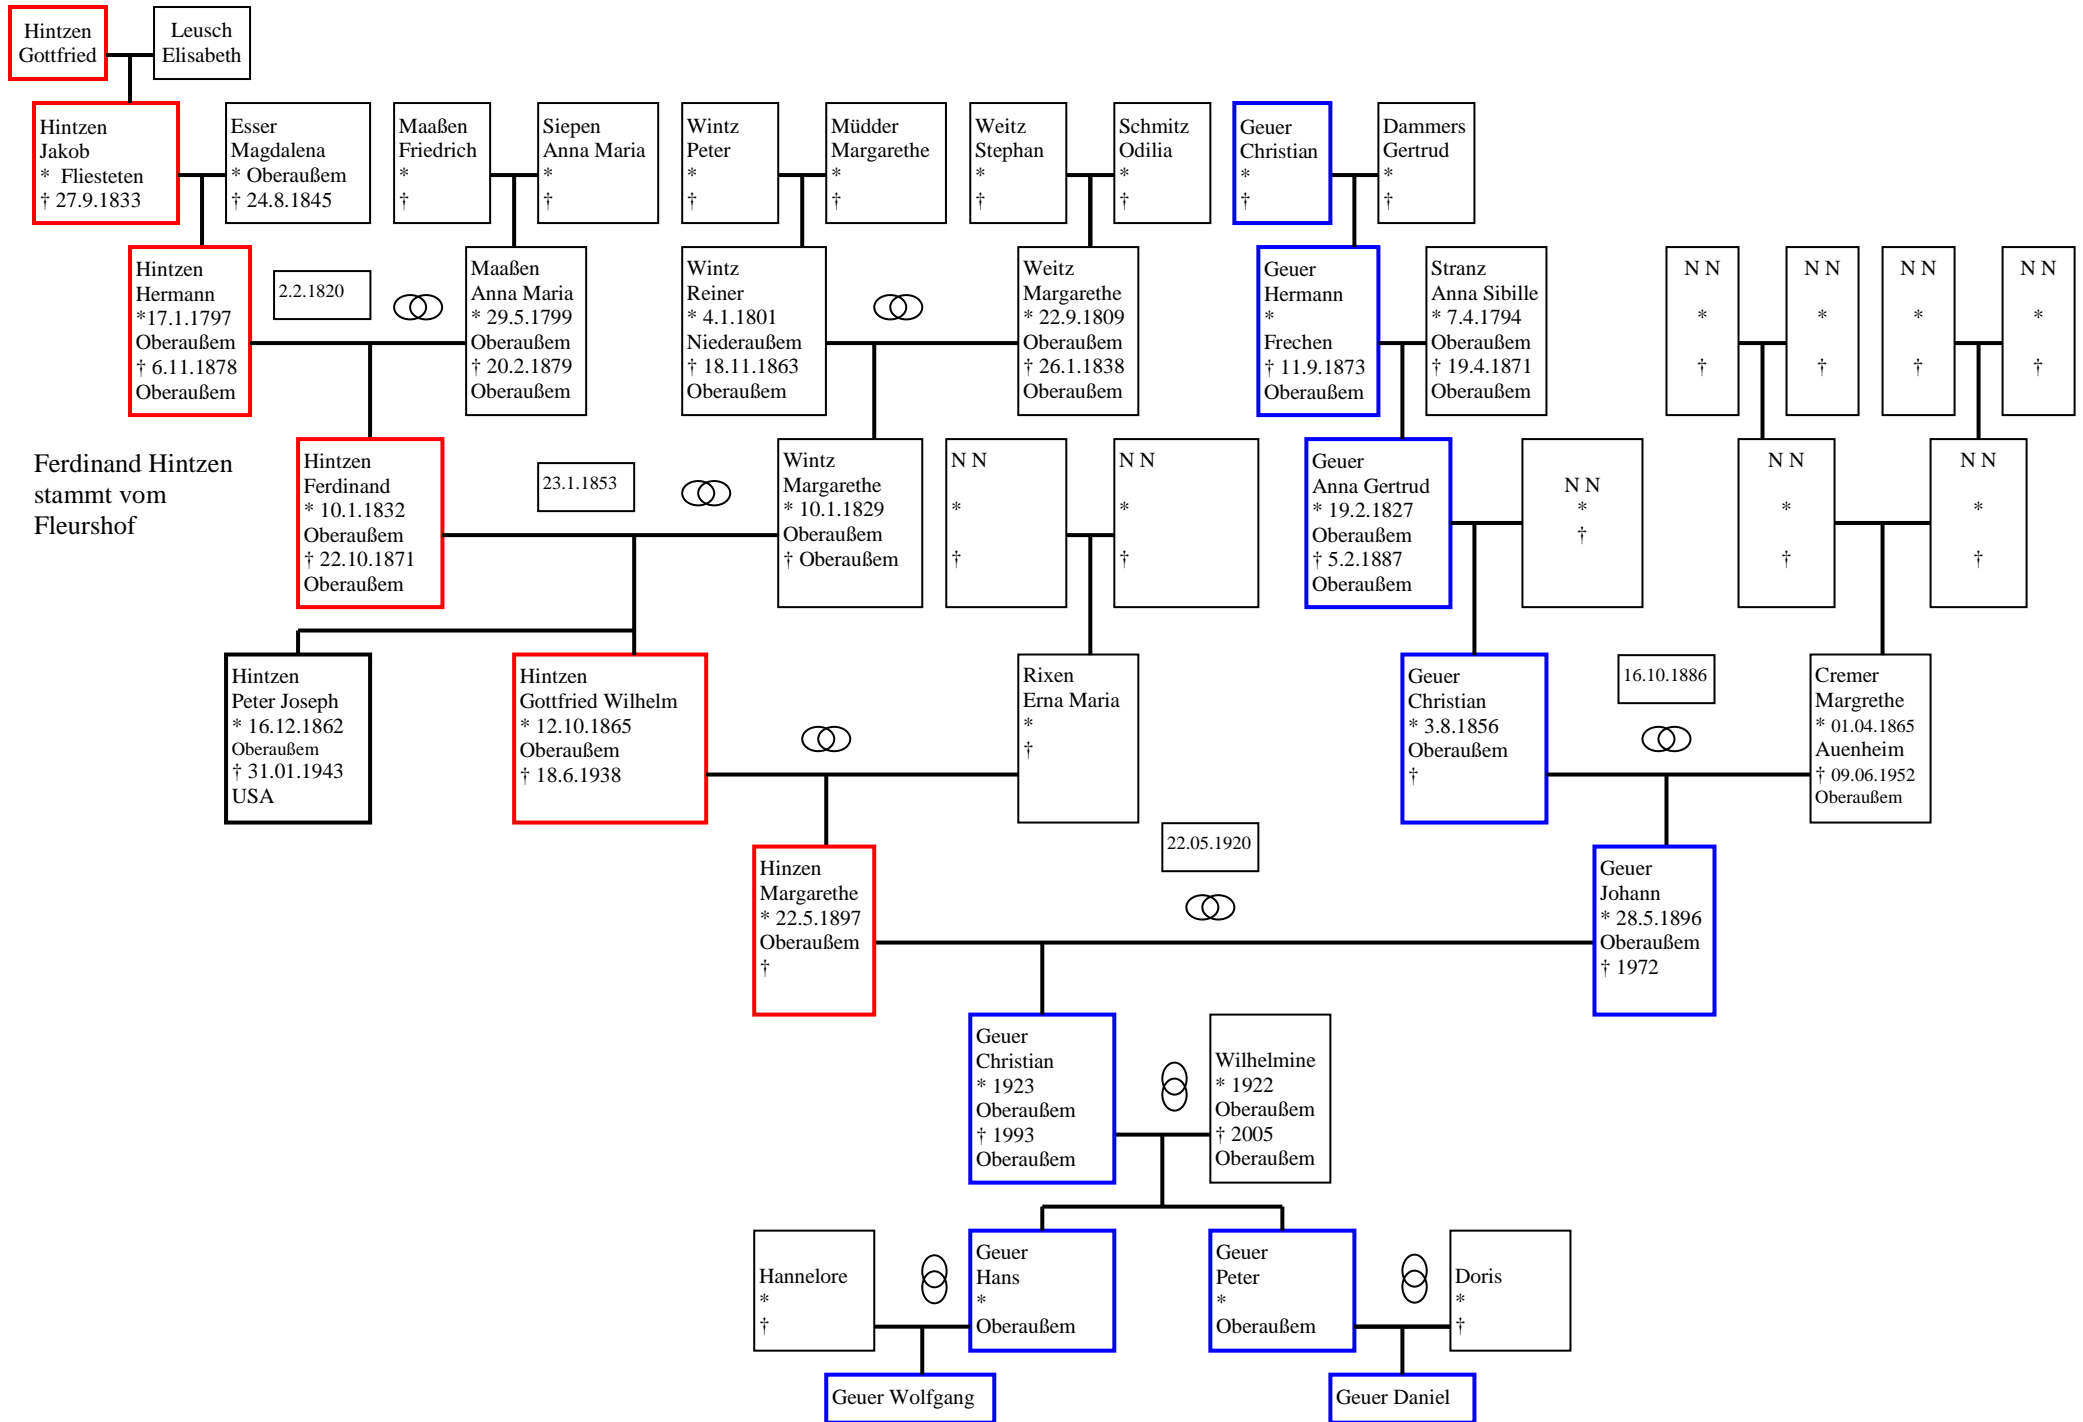 Hintzen
Gottfried
Leusch
Elisabeth
Hintzen
Jakob
* Fliesteten
† 27.9.1833
Esser
Magdalena
* Oberaußem
† 24.8.1845
Maaßen
Friedrich
*
†
Siepen
Anna Maria
*
†
Wintz
Peter
*
†
Müdder
Margarethe
*
†
Weitz
Stephan
*
†
Schmitz
Odilia
*
†
Geuer
Christian
*
†
Dammers
Gertrud
*
†
Hintzen
Hermann
*17.1.1797
Oberaußem
† 6.11.1878
Oberaußem
2.2.1820
Maaßen
Anna Maria
* 29.5.1799
Oberaußem
† 20.2.1879
Oberaußem
Wintz
Reiner
* 4.1.1801
Niederaußem
† 18.11.1863
Oberaußem
Weitz
Margarethe
* 22.9.1809
Oberaußem
† 26.1.1838
Oberaußem
Geuer
Hermann
*
Frechen
† 11.9.1873
Oberaußem
Stranz
Anna Sibille
* 7.4.1794
Oberaußem
† 19.4.1871
Oberaußem
N N
*
†
N N
*
†
N N
*
†
N N
*
†
Ferdinand Hintzen
stammt vom
Fleurshof
Hintzen
Ferdinand
* 10.1.1832
Oberaußem
† 22.10.1871
Oberaußem
23.1.1853
Wintz
Margarethe
* 10.1.1829
Oberaußem
† Oberaußem
N N
*
†
N N
*
†
Geuer
Anna Gertrud
* 19.2.1827
Oberaußem
† 5.2.1887
Oberaußem
N N
*
†
N N
*
†
N N
*
†
Hintzen
Peter Joseph
* 16.12.1862
Oberaußem
† 31.01.1943
USA
Hintzen
Gottfried Wilhelm
* 12.10.1865
Oberaußem
† 18.6.1938
Rixen
Erna Maria
*
†
Geuer
Christian
* 3.8.1856
Oberaußem
†
16.10.1886
Cremer
Margrethe
* 01.04.1865
Auenheim
† 09.06.1952
Oberaußem
Hinzen
Margarethe
* 22.5.1897
Oberaußem
†
22.05.1920
Geuer
Johann
* 28.5.1896
Oberaußem
† 1972
Geuer
Christian
* 1923
Oberaußem
† 1993
Oberaußem
Wilhelmine
* 1922
Oberaußem
† 2005
Oberaußem
Hannelore
*
†
Geuer
Hans
*
Oberaußem
Geuer
Peter
*
Oberaußem
Doris
*
†
Geuer Wolfgang
Geuer Daniel